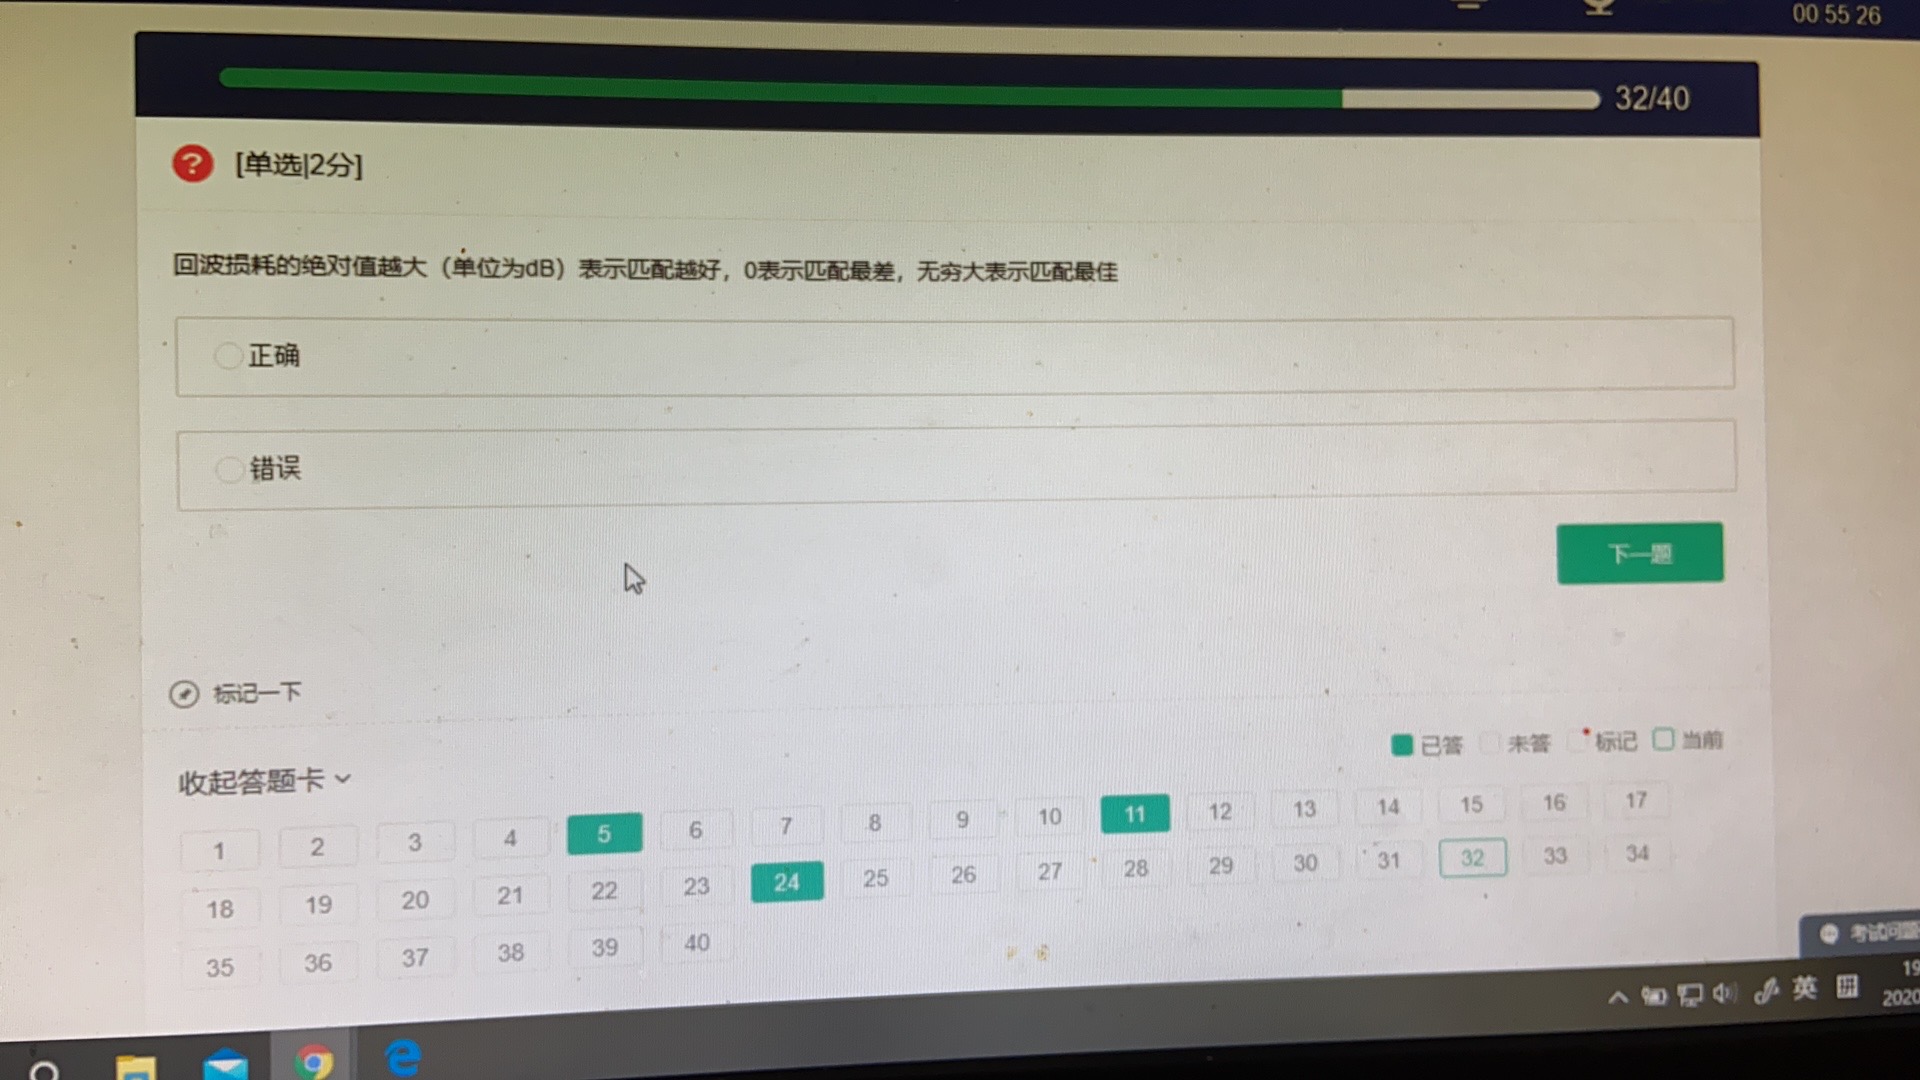 00 55 26
32/40
[单选|2分]
回波损耗的绝对值越大（单位为dB）表示匹配越好，0表示匹配最差，无穷大表示匹配最佳
正确
错误
下一题
标记一下
已答 未答 标记 当前
收起答题卡
1 2 3 4 5 6 7 8 9 10 11 12 13 14 15 16 17
18 19 20 21 22 23 24 25 26 27 28 29 30 31 32 33 34
35 36 37 38 39 40
考试问题
英
19
2020